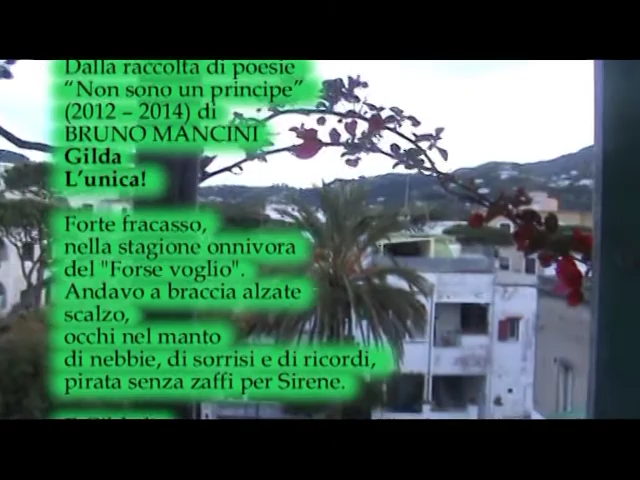 Dalla raccolta di poesie
“Non sono un principe”
(2012 – 2014) di
BRUNO MANCINI
Gilda
L’unica!
Forte fracasso,
nella stagione onnivora
del "Forse voglio".
Andavo a braccia alzate
scalzo,
occhi nel manto
di nebbie, di sorrisi e di ricordi,
pirata senza zaffi per Sirene.